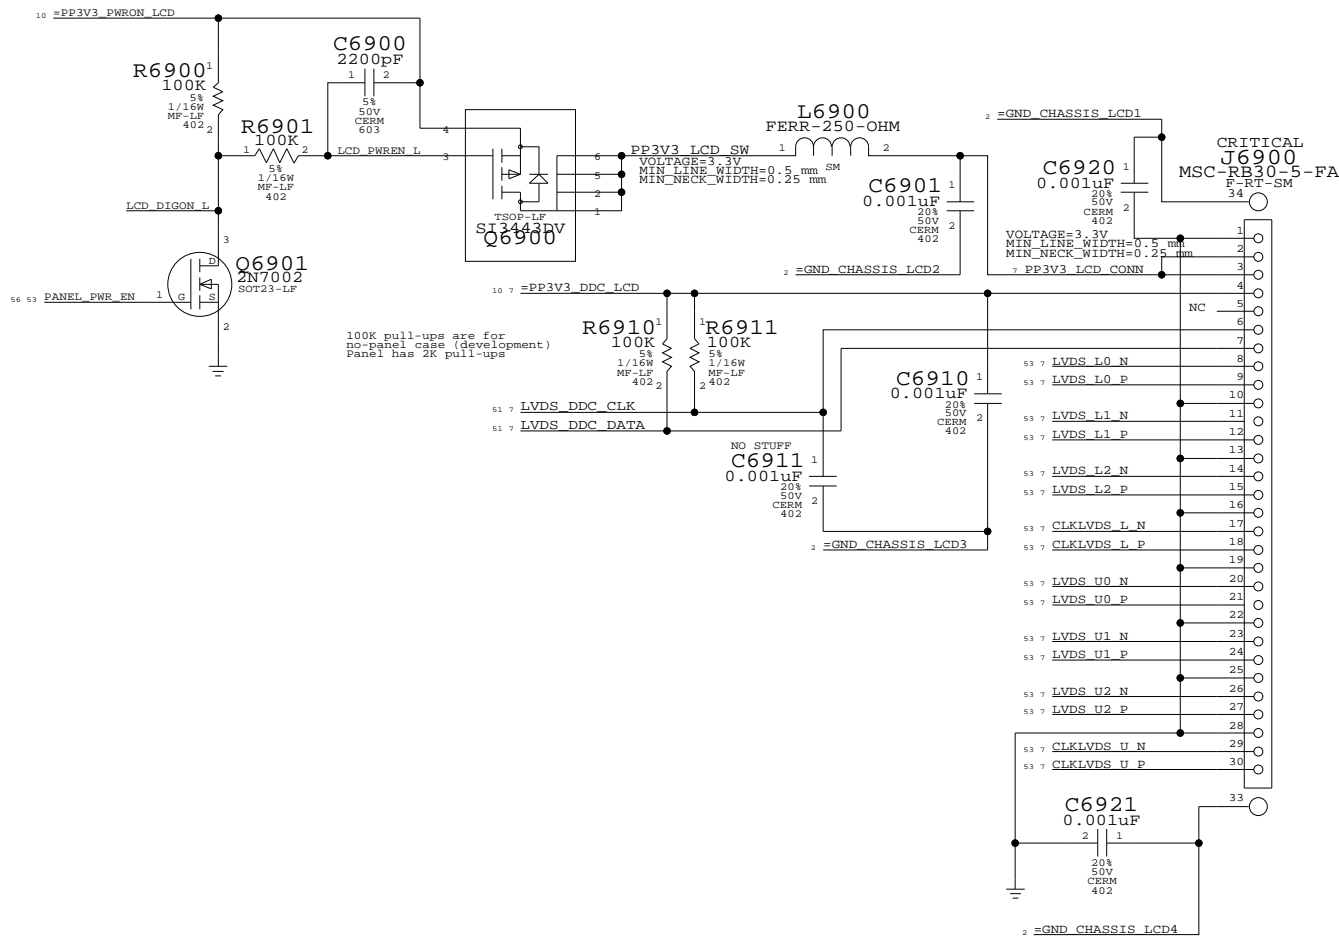 10 =PP3V3_PWRON_LCD
R6900 1
100K
5%
1/16W
MF-LF
402
2
C6900
2200pF
1 2
5%
50V
CERM
603
R6901
100K
1 2
5%
1/16W
MF-LF
402
LCD_PWREN_L
LCD_DIGON_L
3
D
Q6901
2N7002
SOT23-LF
56 53 PANEL_PWR_EN 1 G S
2
4
3
6
5
2
1
TSOP-LF
SI3443DV
Q6900
PP3V3_LCD_SW
VOLTAGE=3.3V
MIN_LINE_WIDTH=0.5 mm
MIN_NECK_WIDTH=0.25 mm
L6900
FERR-250-OHM
1 2
SM
C6901 1
0.001uF
20%
50V
CERM
402
2
2 =GND_CHASSIS_LCD2
2 =GND_CHASSIS_LCD1
C6920 1
0.001uF
20%
50V
CERM
402
2
CRITICAL
J6900
MSC-RB30-5-FA
F-RT-SM
34
VOLTAGE=3.3V
MIN_LINE_WIDTH=0.5 mm
MIN_NECK_WIDTH=0.25 mm
7 PP3V3_LCD_CONN
10 7 =PP3V3_DDC_LCD
NC
100K pull-ups are for
no-panel case (development)
Panel has 2K pull-ups
R6910 1
100K
5%
1/16W
MF-LF
402
2
1 R6911
100K
5%
1/16W
MF-LF
402
2
51 7 LVDS_DDC_CLK
51 7 LVDS_DDC_DATA
C6910 1
0.001uF
20%
50V
CERM
402
2
NO STUFF
C6911 1
0.001uF
20%
50V
CERM
402
2
2 =GND_CHASSIS_LCD3
1
2
3
4
5
6
7
53 7 LVDS_L0_N 8
53 7 LVDS_L0_P 9
10
53 7 LVDS_L1_N 11
53 7 LVDS_L1_P 12
13
53 7 LVDS_L2_N 14
53 7 LVDS_L2_P 15
16
53 7 CLKLVDS_L_N 17
53 7 CLKLVDS_L_P 18
19
53 7 LVDS_U0_N 20
53 7 LVDS_U0_P 21
22
53 7 LVDS_U1_N 23
53 7 LVDS_U1_P 24
25
53 7 LVDS_U2_N 26
53 7 LVDS_U2_P 27
28
53 7 CLKLVDS_U_N 29
53 7 CLKLVDS_U_P 30
33
C6921
0.001uF
2 1
20%
50V
CERM
402
2 =GND_CHASSIS_LCD4